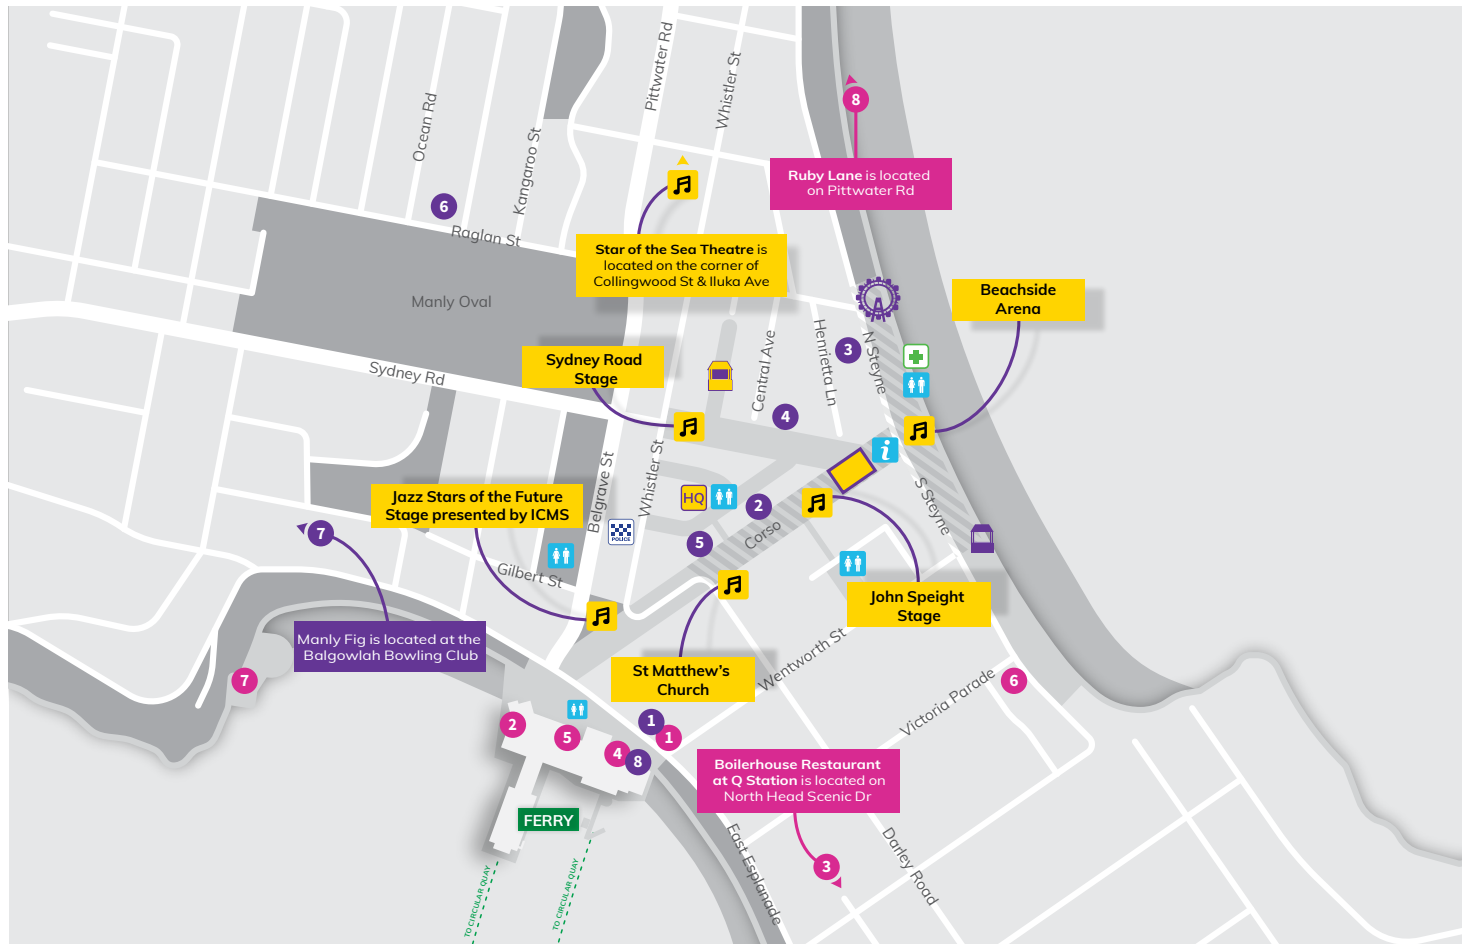 Pittwater Rd
Whistler St
Ocean Rd
Kangaroo St
8
Ruby Lane is located
on Pittwater Rd
6
Raglan St
Star of the Sea Theatre is
located on the corner of
Collingwood St & Iluka Ave
Manly Oval
Beachside
Arena
Sydney Rd
Sydney Road
Stage
Central Ave
Henrietta Ln
3
N Steyne
4
i
Whistler St
Belgrave St
Jazz Stars of the Future
Stage presented by ICMS
HQ
2
S Steyne
7
POLICE
5
Corso
Gilbert St
John Speight
Stage
Manly Fig is located at the
Balgowlah Bowling Club
St Matthew's
Church
Wentworth St
7
Victoria Parade
6
2
5
1
1
4
8
Boilerhouse Restaurant
at Q Station is located on
North Head Scenic Dr
FERRY
East Esplanade
Darley Road
3
TO CIRCULAR QUAY
TO CIRCULAR QUAY